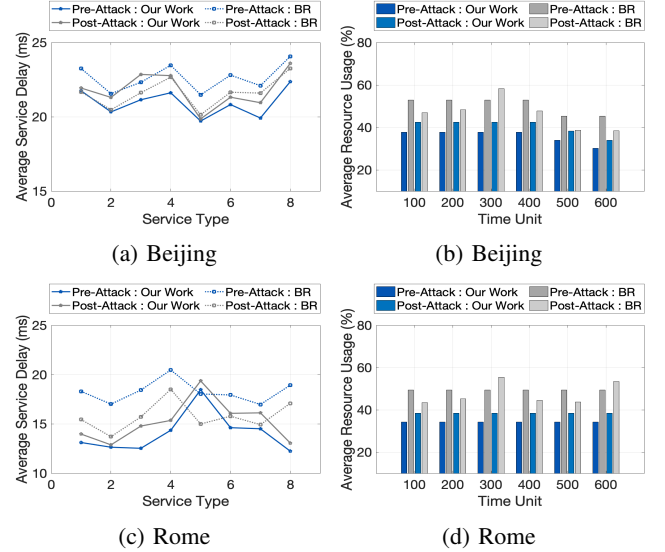 Pre-Attack : Our Work Pre-Attack : BR
Post-Attack : Our Work Post-Attack : BR
Average Service Delay (ms)
25
20
15
0 2 4 6 8
Service Type
(a) Beijing
Pre-Attack : Our Work Pre-Attack : BR
Post-Attack : Our Work Post-Attack : BR
Average Resource Usage (%)
80
60
40
20
100 200 300 400 500 600
Time Unit
(b) Beijing
Pre-Attack : Our Work Pre-Attack : BR
Post-Attack : Our Work Post-Attack : BR
Average Service Delay (ms)
25
20
15
10
0 2 4 6 8
Service Type
(c) Rome
Pre-Attack : Our Work Pre-Attack : BR
Post-Attack : Our Work Post-Attack : BR
Average Resource Usage (%)
80
60
40
20
100 200 300 400 500 600
Time Unit
(d) Rome